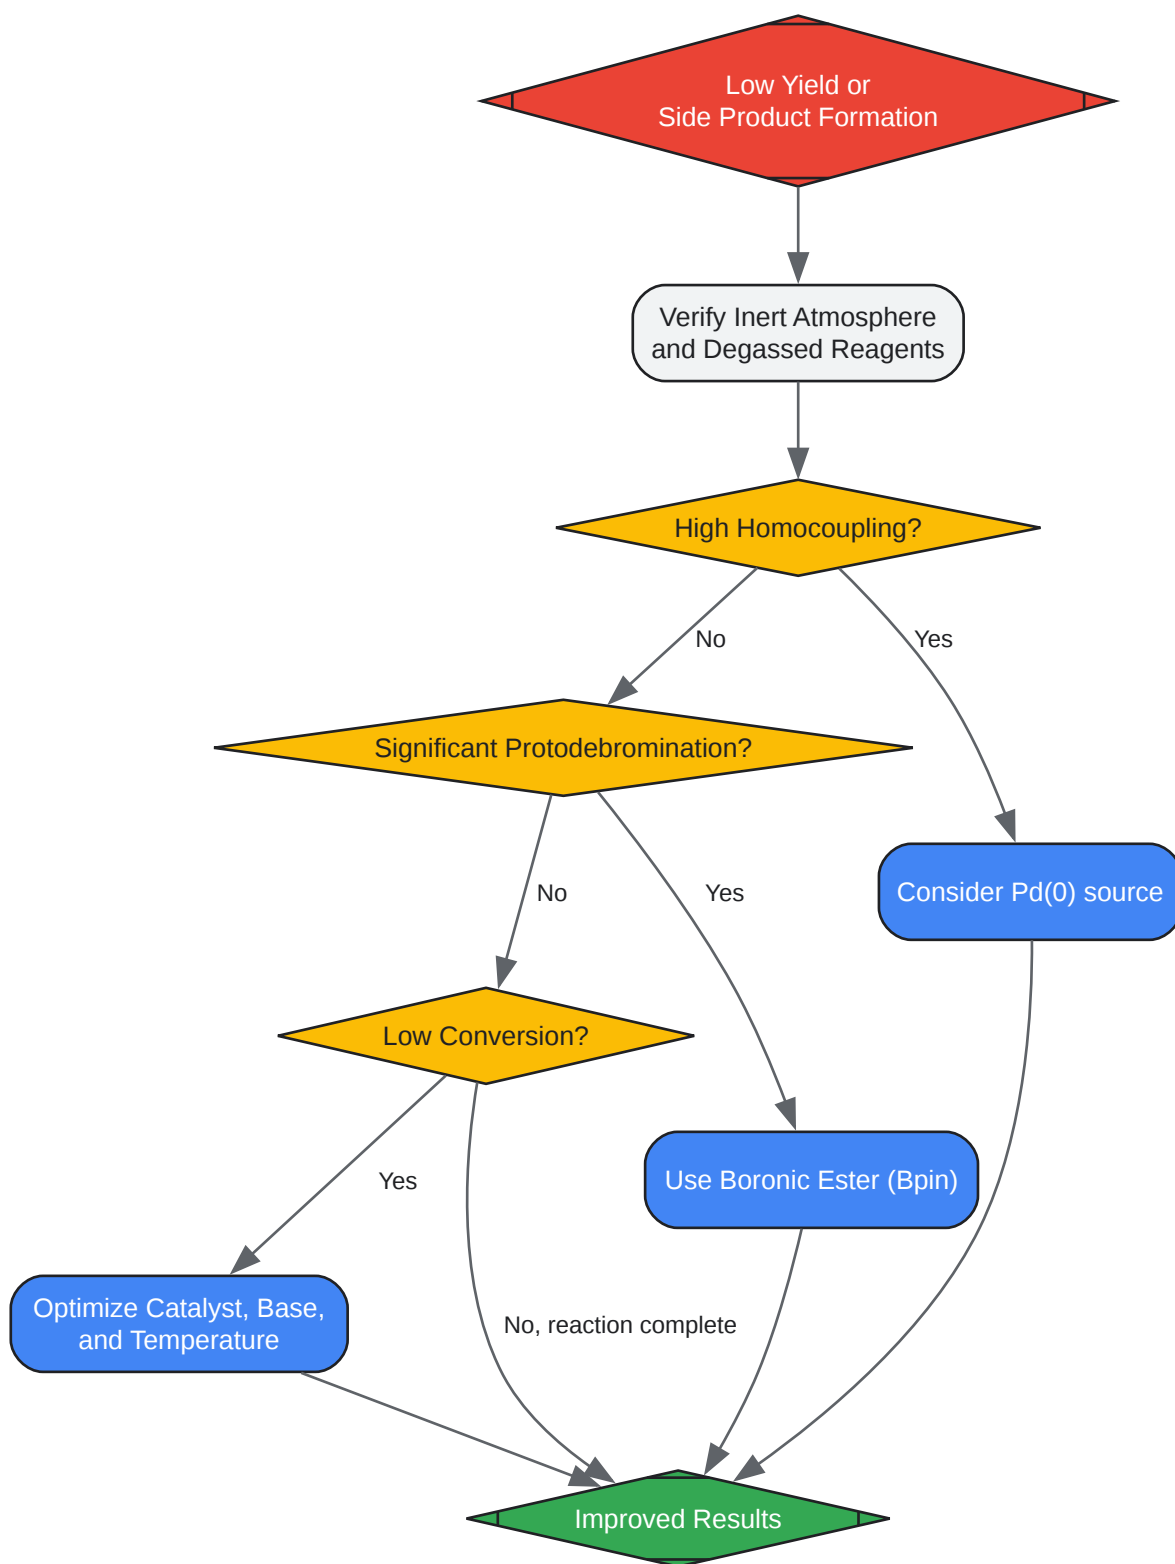 Low Yield or
Side Product Formation
Verify Inert Atmosphere
and Degassed Reagents
High Homocoupling?
No
Yes
Significant Protodebromination?
No
Yes
Consider Pd(0) source
Low Conversion?
Yes
Use Boronic Ester (Bpin)
Optimize Catalyst, Base,
and Temperature
No, reaction complete
Improved Results